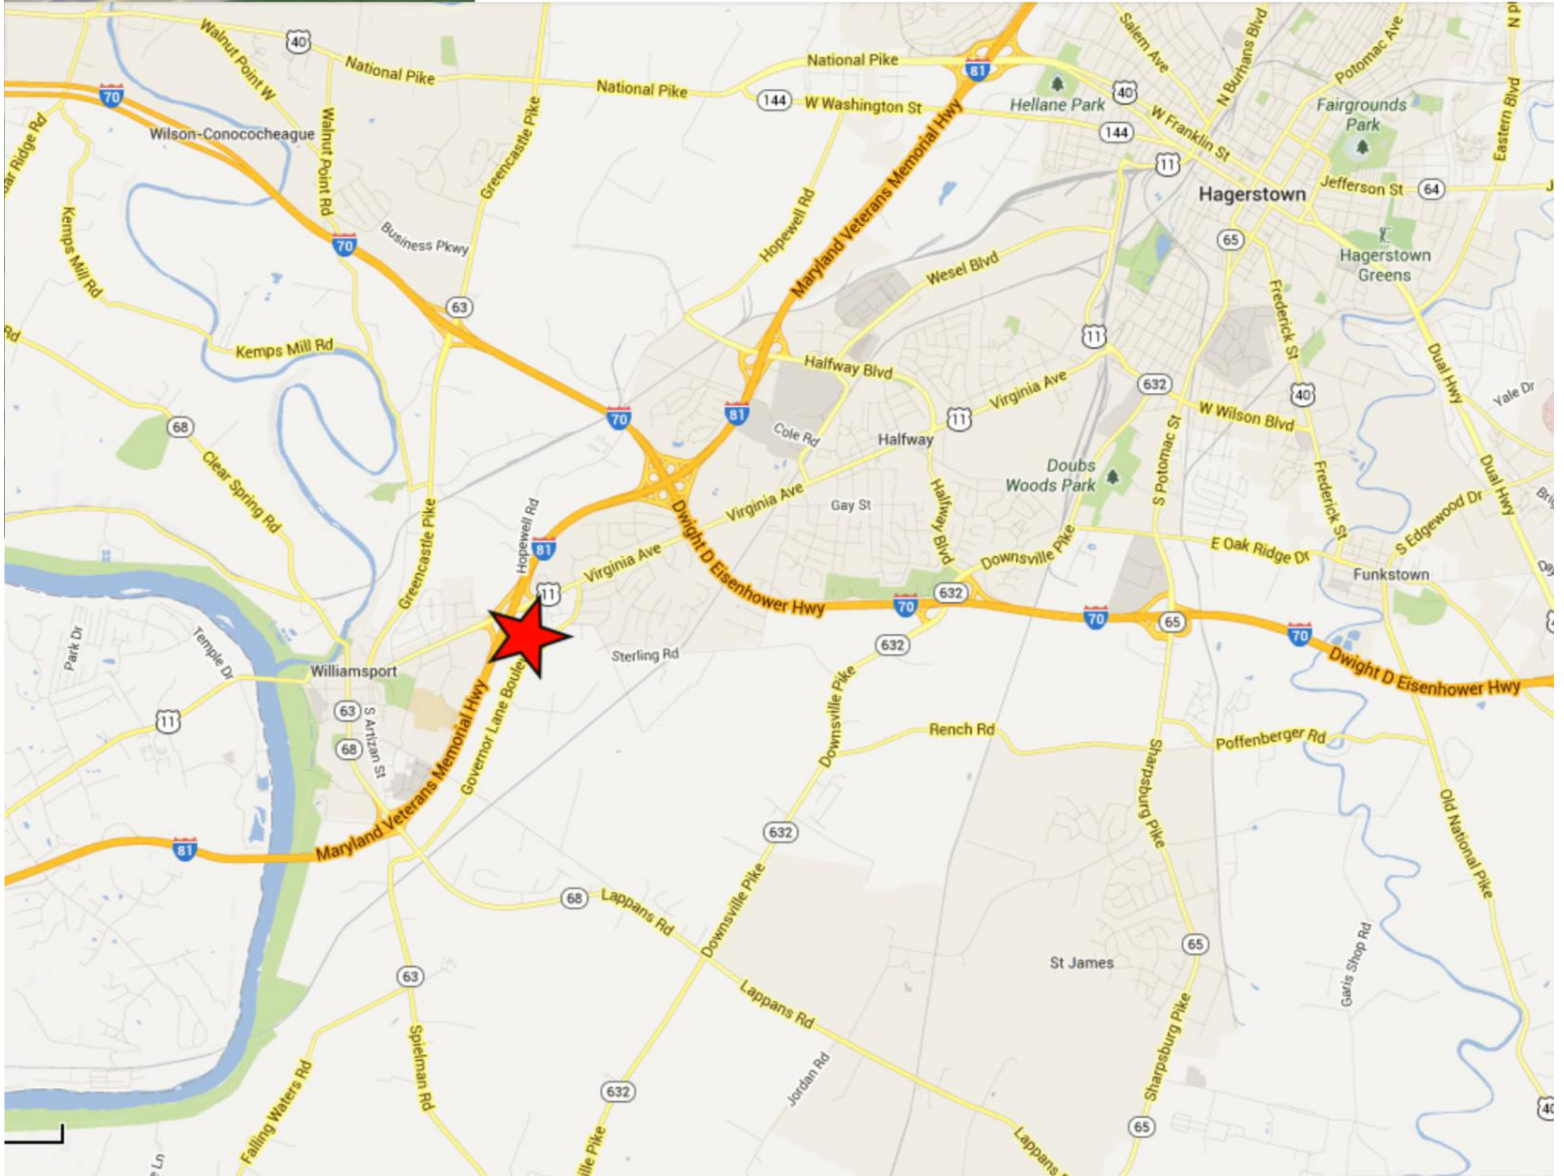 40
National Pike
Walnut Point W
70
Wilson-Conococheague
Walnut Point Rd
Greencastle Pike
National Pike
National Pike
144
W Washington St
81
Hellane Park
40
144
W Franklin St
Salem Ave
N Burhans Blvd
Potomac Ave
Fairgrounds
Park
Eastern Blvd
11
Hagerstown
Jefferson St
64
65
Hagerstown
Greens
Kemps Mill Rd
70
Business Pkwy
63
Hopewell Rd
Maryland Veterans Memorial Hwy
Wesel Blvd
Frederick St
11
Rd
Kemps Mill Rd
Halfway Blvd
Virginia Ave
632
40
Dual Hwy
Yale Dr
70
81
11
W Wilson Blvd
68
Cole Rd
Halfway
Clear Spring Rd
Doubs
Woods Park
S Potomac St
Frederick St
Dual Hwy
Greencastle Pike
Hopewell Rd
Virginia Ave
Gay St
Halfway Blvd
S Edgewood Dr
81
Virginia Ave
Dwight D Eisenhower Hwy
Downsville Pike
E Oak Ridge Dr
Funkstown
11
70
632
70
65
70
Park Dr
Temple Dr
Williamsport
Sterling Rd
632
Dwight D Eisenhower Hwy
11
63
S Artizan St
68
Maryland Veterans Memorial Hwy
Governor Lane Boulev
Downsville Pike
Rench Rd
Sharpsburg Pike
Poffenberger Rd
Old National Pike
81
632
68
Lappans Rd
Downsville Pike
65
St James
Garis Shop Rd
63
Lappans Rd
Spielman Rd
Falling Waters Rd
632
Jordan Rd
Sharpsburg Pike
65
40
Lappans
ville Pike
Ln